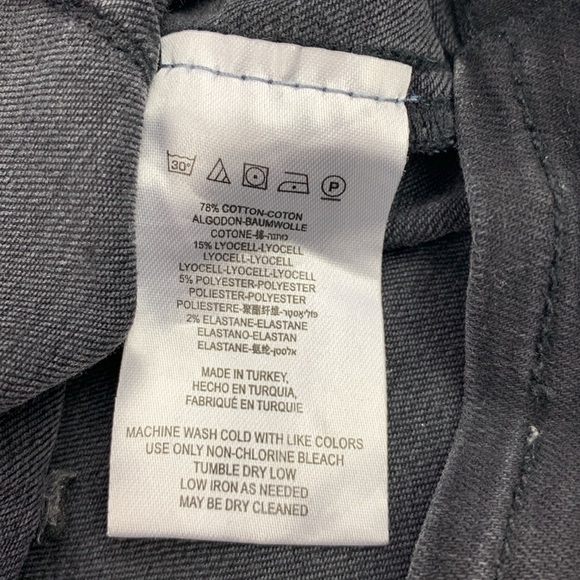 30°
P
78% COTTON-COTON
ALGODON-BAUMWOLLE
COTONE-棉-כותנה
15% LYOCELL-LYOCELL
LYOCELL-LYOCELL
LYOCELL-LYOCELL-LYOCELL
5% POLYESTER-POLYESTER
POLIESTER-POLYESTER
POLIESTERE-聚酯纤维-פוליאסטר
2% ELASTANE-ELASTANE
ELASTANO-ELASTAN
ELASTANE-氨纶-אלסטן
MADE IN TURKEY,
HECHO EN TURQUIA,
FABRIQUÉ EN TURQUIE
MACHINE WASH COLD WITH LIKE COLORS
USE ONLY NON-CHLORINE BLEACH
TUMBLE DRY LOW
LOW IRON AS NEEDED
MAY BE DRY CLEANED